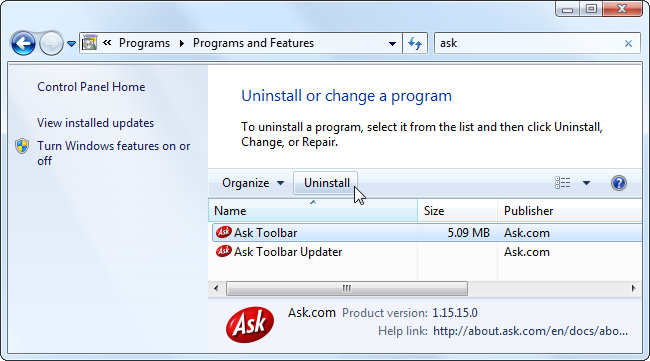 « Programs ▸ Programs and Features
ask
Control Panel Home
View installed updates
Turn Windows features on or
off
Uninstall or change a program
To uninstall a program, select it from the list and then click Uninstall,
Change, or Repair.
Organize
Uninstall
Name Size Publisher
Ask Ask Toolbar 5.09 MB Ask.com
Ask Ask Toolbar Updater Ask.com
Ask
Ask.com Product version: 1.15.15.0
Help link: http://about.ask.com/en/docs/abo...